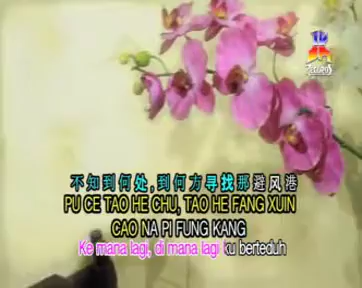 不知到何处,到何方寻找那避风港
PU CE TAO HE CHU, TAO HE FANG XUIN
CAO NA PI FUNG KANG
Ke mana lagi, di mana lagi ku berteduh